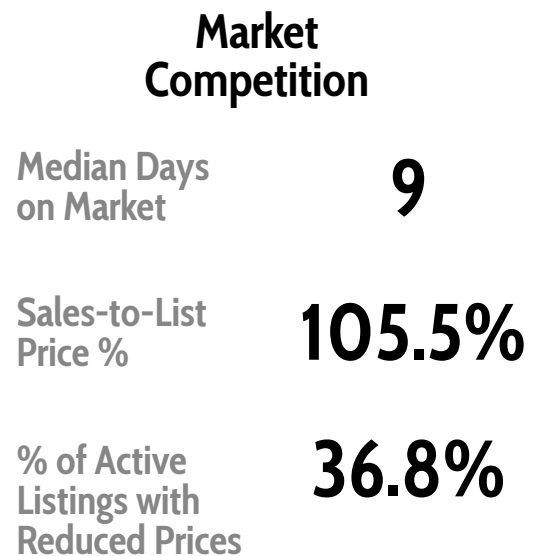 Market
Competition
Median Days
on Market
9
Sales-to-List
Price %
105.5%
% of Active
Listings with
Reduced Prices
36.8%